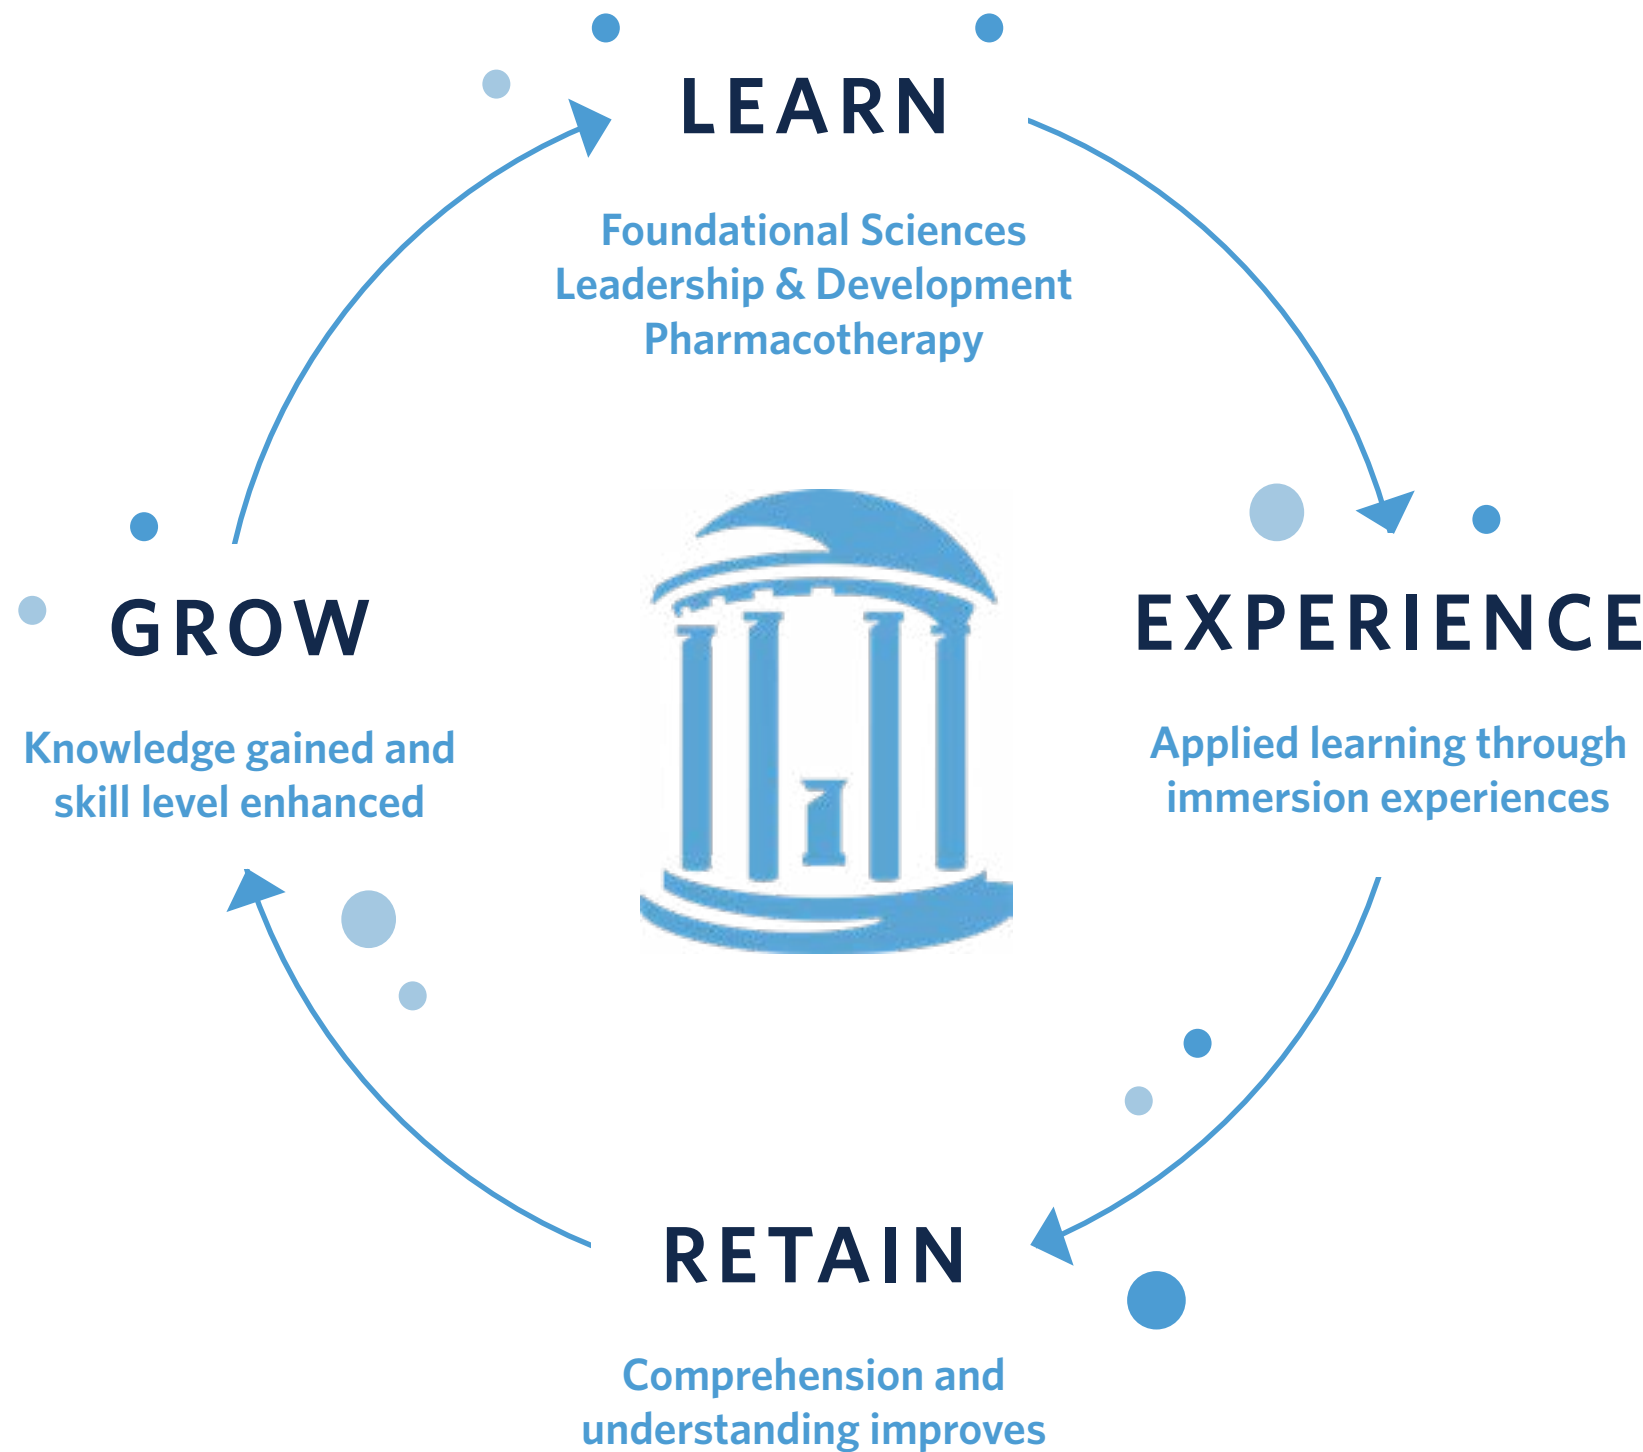 LEARN
Foundational Sciences
Leadership & Development
Pharmacotherapy
EXPERIENCE
Applied learning through
immersion experiences
RETAIN
Comprehension and
understanding improves
GROW
Knowledge gained and
skill level enhanced